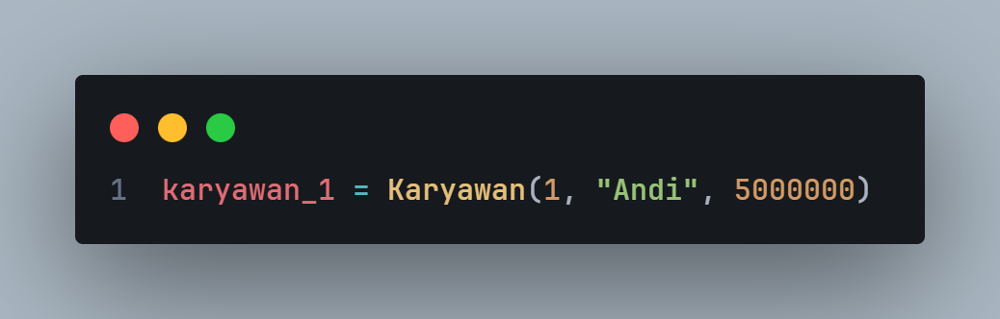 1 karyawan_1 = Karyawan(1, "Andi", 5000000)